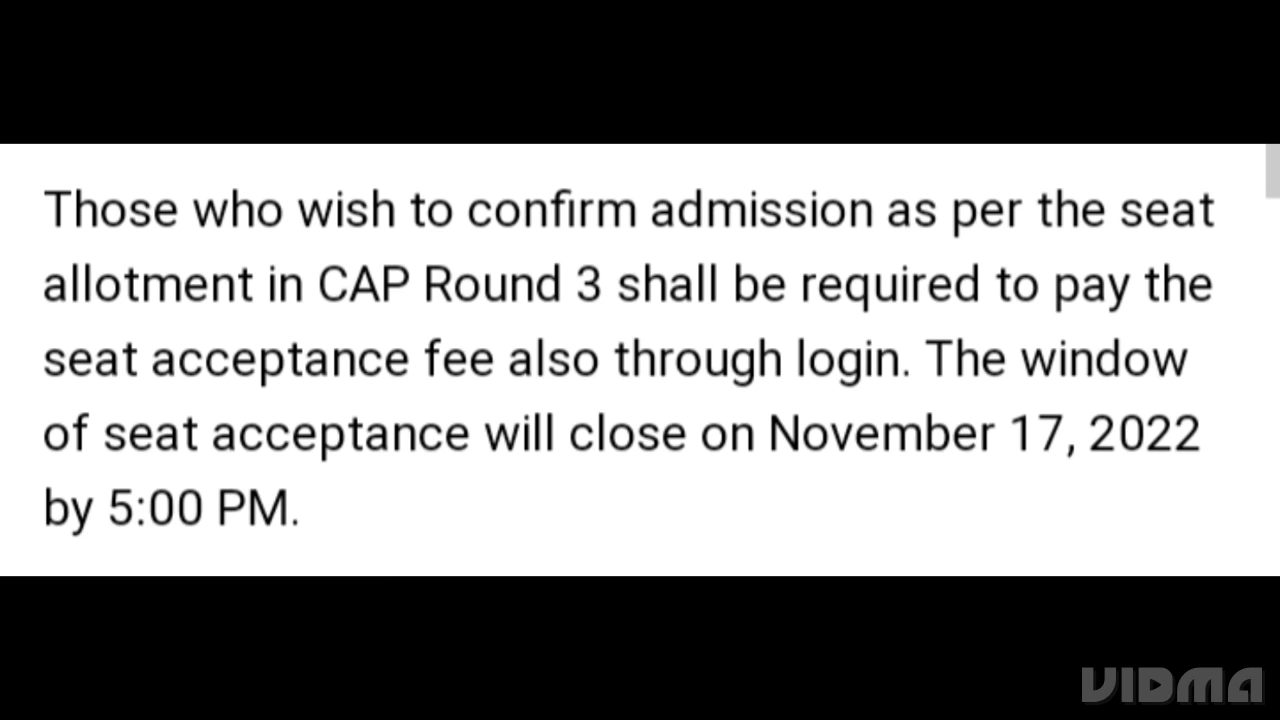 Those who wish to confirm admission as per the seat
allotment in CAP Round 3 shall be required to pay the
seat acceptance fee also through login. The window
of seat acceptance will close on November 17, 2022
by 5:00 PM.
VIDMA